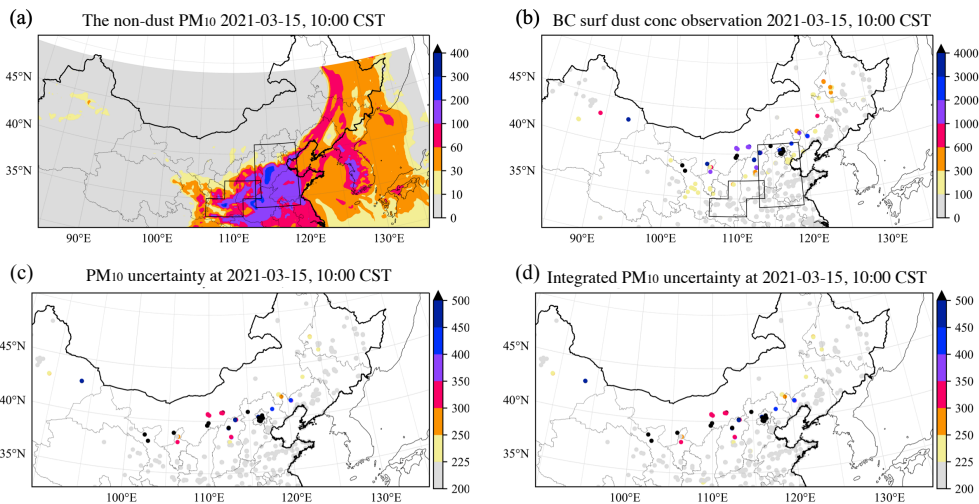 (a) The non-dust PM₁₀ 2021-03-15, 10:00 CST
45°N
40°N
35°N
90°E 100°E 110°E 120°E 130°E
400
300
200
100
60
30
10
0
(b) BC surf dust conc observation 2021-03-15, 10:00 CST
45°N
40°N
35°N
90°E 100°E 110°E 120°E 130°E
4000
3000
2000
1000
600
300
100
0
(c) PM₁₀ uncertainty at 2021-03-15, 10:00 CST
45°N
40°N
35°N
100°E 110°E 120°E 130°E
500
450
400
350
300
250
225
200
(d) Integrated PM₁₀ uncertainty at 2021-03-15, 10:00 CST
45°N
40°N
35°N
100°E 110°E 120°E 130°E
500
450
400
350
300
250
225
200